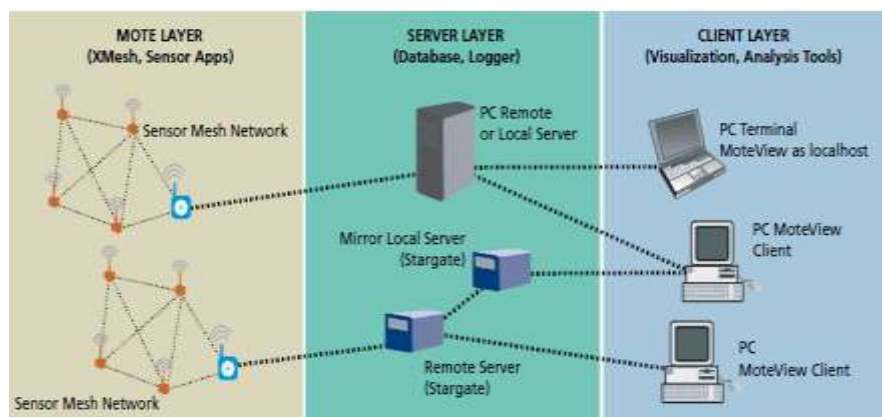 MOTE LAYER
(XMesh, Sensor Apps)
SERVER LAYER
(Database, Logger)
CLIENT LAYER
(Visualization, Analysis Tools)
Sensor Mesh Network
PC Remote
or Local Server
PC Terminal
MoteView as localhost
Mirror Local Server
(Stargate)
PC MoteView
Client
Remote Server
(Stargate)
PC
MoteView Client
Sensor Mesh Network